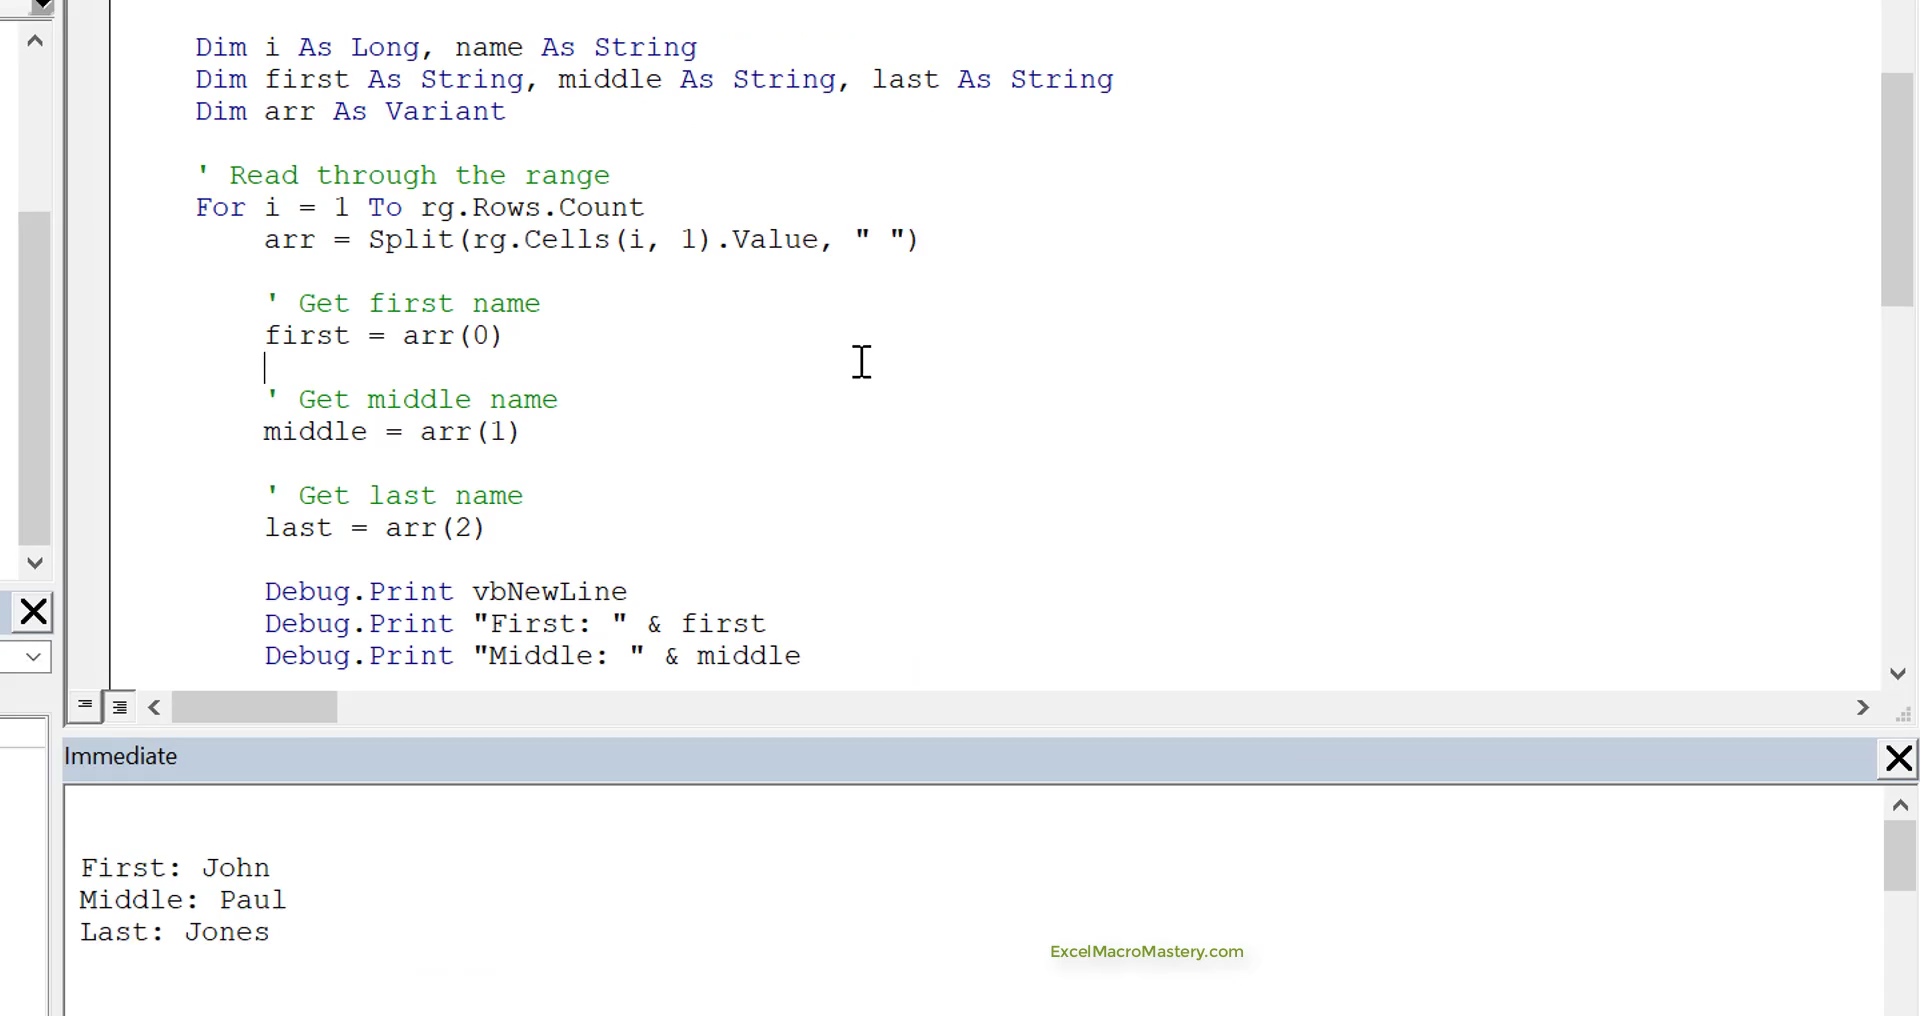 Dim i As Long, name As String
Dim first As String, middle As String, last As String
Dim arr As Variant
' Read through the range
For i = 1 To rg.Rows.Count
arr = Split(rg.Cells(i, 1).Value, " ")
' Get first name
first = arr(0)
' Get middle name
middle = arr(1)
' Get last name
last = arr(2)
Debug.Print vbNewLine
Debug.Print "First: " & first
Debug.Print "Middle: " & middle
Immediate
First: John
Middle: Paul
Last: Jones
ExcelMacroMastery.com